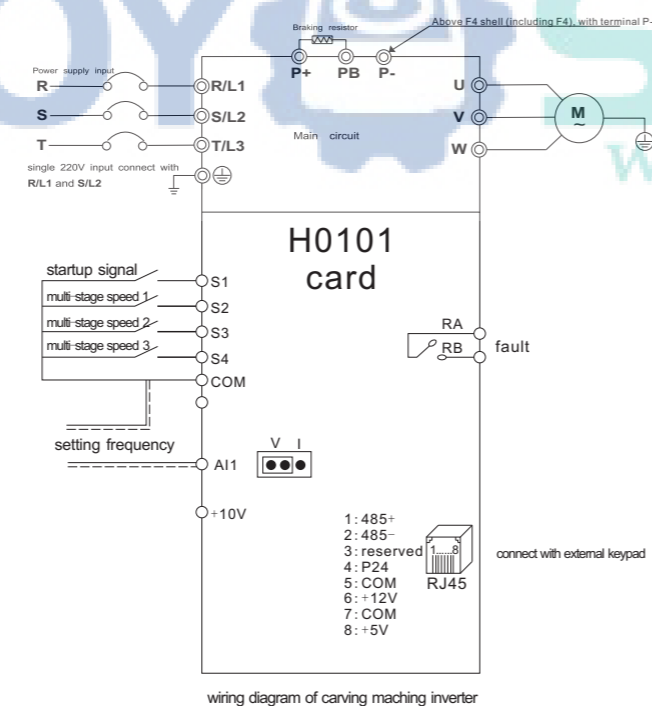 Braking resistor
Above F4 shell (including F4), with terminal P-
Power supply input
P+ PB P-
R R/L1 U
S S/L2 V M
~
T T/L3 Main circuit W
single 220V input connect with
R/L1 and S/L2
H0101
card
startup signal S1
multi-stage speed 1 S2
multi-stage speed 2 S3
multi-stage speed 3 S4
COM
RA
RB fault
setting frequency
V I
AI1
+10V
1:485+
2:485-
3:reserved
4:P24
5:COM
6:+12V
7:COM
8:+5V
1.....8
RJ45
connect with external keypad
wiring diagram of carving maching inverter